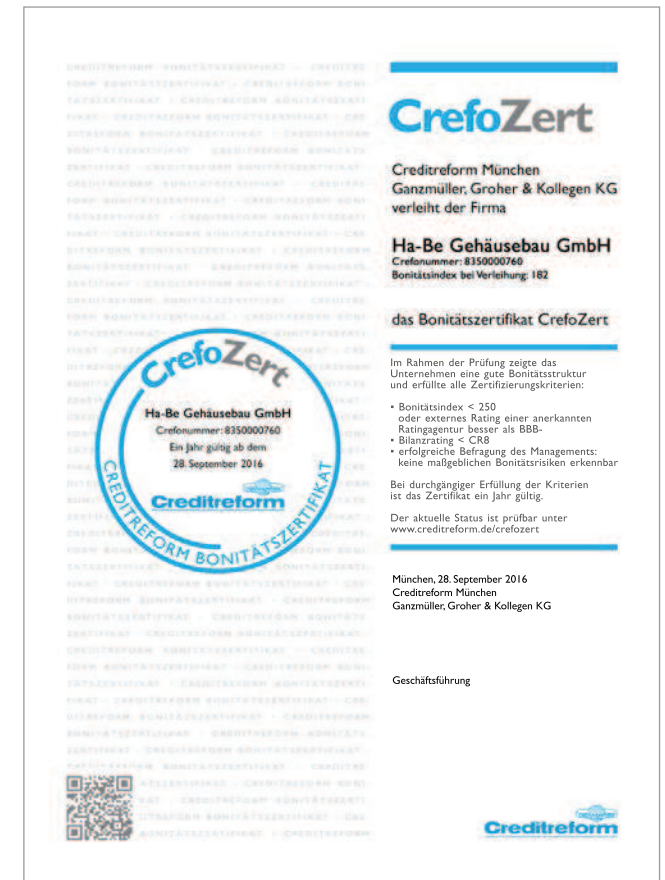 CrefoZert
Creditreform München
Ganzmüller, Groher & Kollegen KG
verleiht der Firma
Ha-Be Gehäusebau GmbH
Crefonummer: 8350000760
Bonitätsindex bei Verleihung: 182
das Bonitätszertifikat CrefoZert
Im Rahmen der Prüfung zeigte das
Unternehmen eine gute Bonitätsstruktur
und erfüllte alle Zertifizierungskriterien:
• Bonitätsindex < 250
oder externes Rating einer anerkannten
Ratingagentur besser als BBB-
• Bilanzrating < CR8
• erfolgreiche Befragung des Managements:
keine maßgeblichen Bonitätsrisiken erkennbar
Bei durchgängiger Erfüllung der Kriterien
ist das Zertifikat ein Jahr gültig.
Der aktuelle Status ist prüfbar unter
www.creditreform.de/crefozert
München, 28. September 2016
Creditreform München
Ganzmüller, Groher & Kollegen KG
Geschäftsführung
Creditreform
CrefoZert
Ha-Be Gehäusebau GmbH
Crefonummer: 8350000760
Ein Jahr gültig ab dem
28. September 2016
Creditreform
CREDITREFORM BONITÄTSZERTIFIKAT